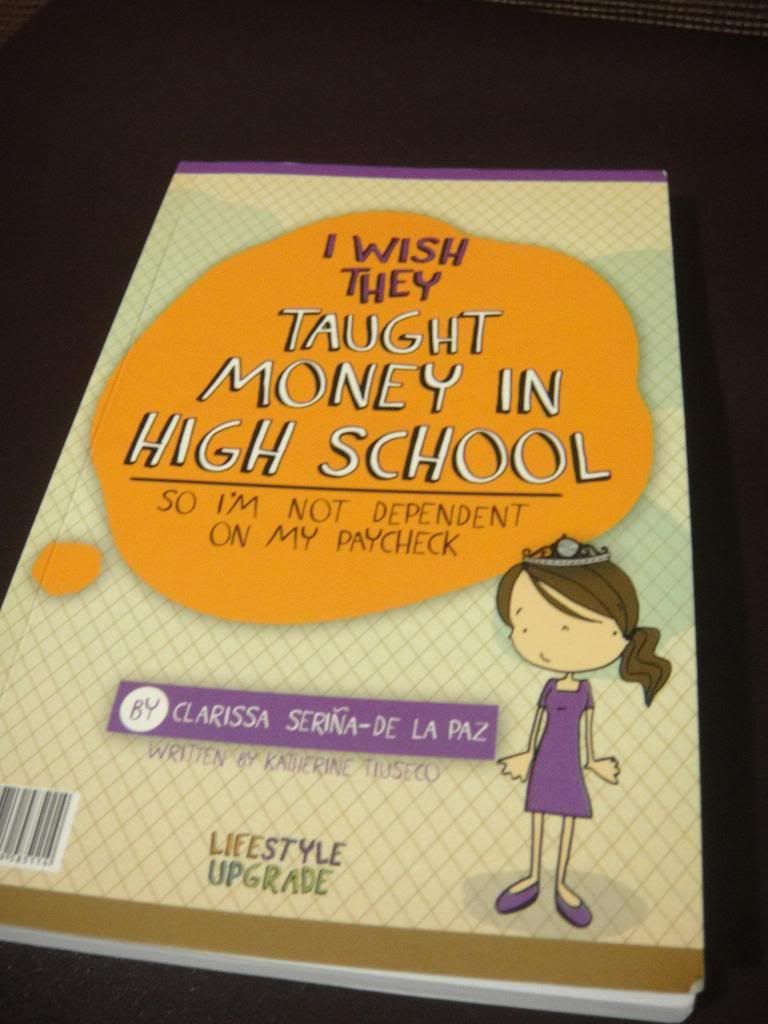 I WISH
THEY
TAUGHT
MONEY IN
HIGH SCHOOL
SO I'M NOT DEPENDENT
ON MY PAYCHECK
BY CLARISSA SERIÑA-DE LA PAZ
WRITTEN BY KATHERINE TIUSECO
LIFESTYLE
UPGRADE